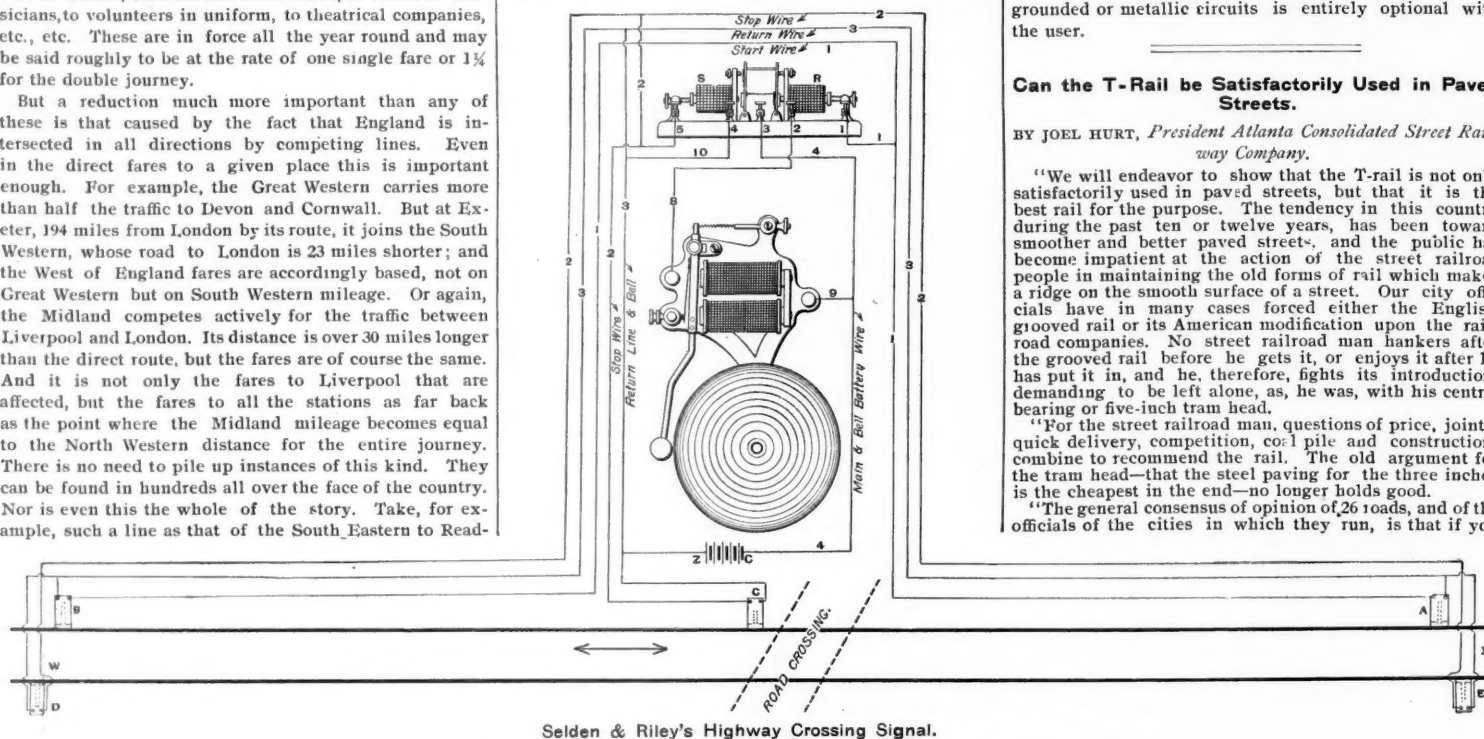 sicians, to volunteers in uniform, to theatrical companies,
etc., etc. These are in force all the year round and may
be said roughly to be at the rate of one single fare or 1¼
for the double journey.
But a reduction much more important than any of
these is that caused by the fact that England is in-
tersected in all directions by competing lines. Even
in the direct fares to a given place this is important
enough. For example, the Great Western carries more
than half the traffic to Devon and Cornwall. But at Ex-
eter, 194 miles from London by its route, it joins the South
Western, whose road to London is 23 miles shorter; and
the West of England fares are accordingly based, not on
Great Western but on South Western mileage. Or again,
the Midland competes actively for the traffic between
Liverpool and London. Its distance is over 30 miles longer
than the direct route, but the fares are of course the same.
And it is not only the fares to Liverpool that are
affected, but the fares to all the stations as far back
as the point where the Midland mileage becomes equal
to the North Western distance for the entire journey.
There is no need to pile up instances of this kind. They
can be found in hundreds all over the face of the country.
Nor is even this the whole of the story. Take, for ex-
ample, such a line as that of the South Eastern to Read-
Stop Wire 2
Return Wire 3
Start Wire 1
2
S
R
5 4 3 2 1
1
10
4
3
8
2
2
3
9
3
2
1
Stop Wire
Return Line & Bell
Main & Bell Battery Wire
Z C
4
B
C
A
W
D
E
ROAD CROSSING.
Selden & Riley's Highway Crossing Signal.
grounded or metallic circuits is entirely optional
the user.
Can the T-Rail be Satisfactorily Used in
Streets.
BY JOEL HURT, President Atlanta Consolidated Street
way Company.
"We will endeavor to show that the T-rail is not
satisfactorily used in paved streets, but that it is
best rail for the purpose. The tendency in this
during the past ten or twelve years, has been
smoother and better paved streets, and the public
become impatient at the action of the street
people in maintaining the old forms of rail which
a ridge on the smooth surface of a street. Our city
cials have in many cases forced either the
grooved rail or its American modification upon the
road companies. No street railroad man hankers
the grooved rail before he gets it, or enjoys it after
has put it in, and he, therefore, fights its
demanding to be left alone, as, he was, with his
bearing or five-inch tram head.
"For the street railroad man, questions of price,
quick delivery, competition, coal pile and
combine to recommend the rail. The old argument
the tram head—that the steel paving for the three
is the cheapest in the end—no longer holds good.
"The general consensus of opinion of 26 roads, and of
officials of the cities in which they run, is that if